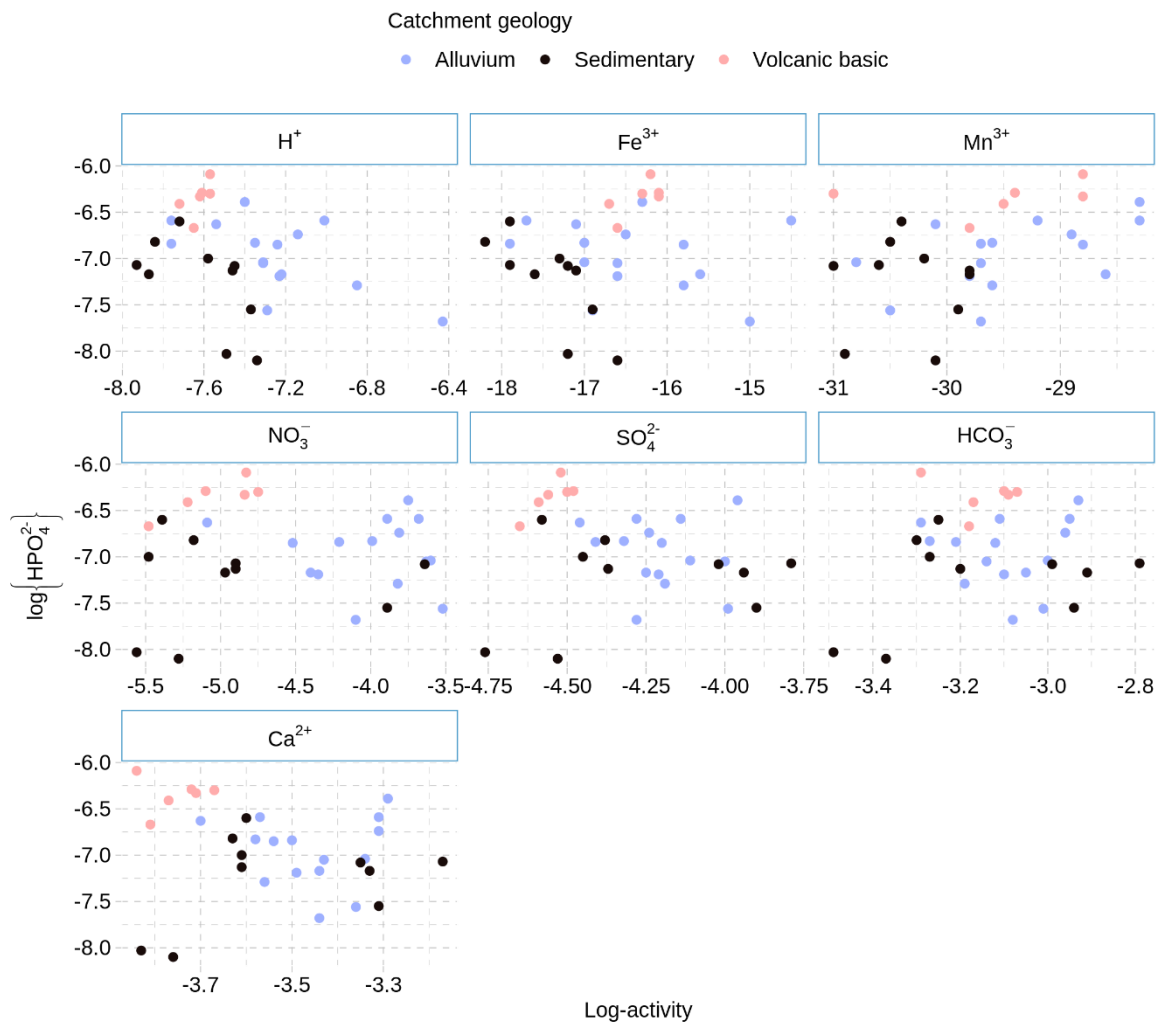 Catchment geology
Alluvium Sedimentary Volcanic basic
H⁺ Fe³⁺ Mn³⁺
-6.0
-6.5
-7.0
-7.5
-8.0
-8.0 -7.6 -7.2 -6.8 -6.4 -18 -17 -16 -15 -31 -30 -29
NO₃⁻ SO₄²⁻ HCO₃⁻
-6.0
-6.5
-7.0
-7.5
-8.0
-5.5 -5.0 -4.5 -4.0 -3.5 -4.75 -4.50 -4.25 -4.00 -3.75 -3.4 -3.2 -3.0 -2.8
log{HPO₄²⁻}
Ca²⁺
-6.0
-6.5
-7.0
-7.5
-8.0
-3.7 -3.5 -3.3
Log-activity